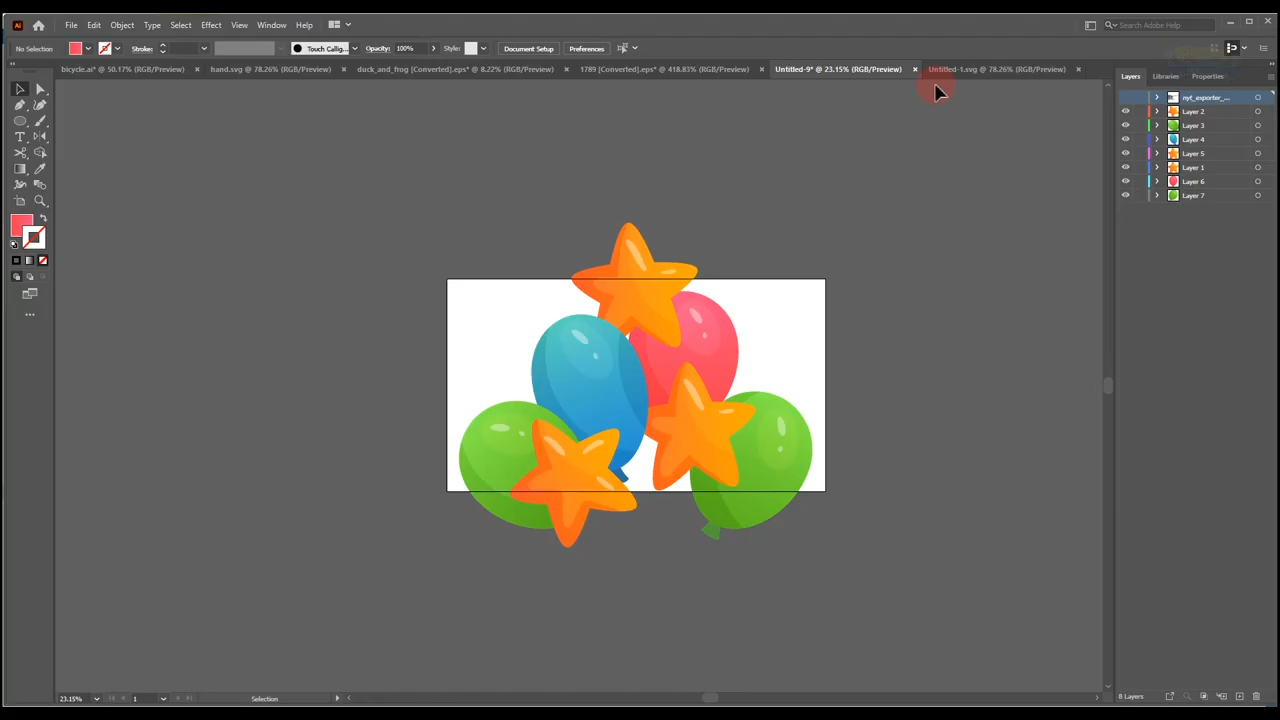 Ai File Edit Object Type Select Effect View Window Help Search Adobe Help
No Selection Stroke: Touch Callig... Opacity: 100% Style: Document Setup Preferences
bicycle.ai* @ 50.17% (RGB/Preview) hand.svg @ 78.26% (RGB/Preview) duck_and_frog [Converted].eps* @ 8.22% (RGB/Preview) 1789 [Converted].eps* @ 418.83% (RGB/Preview) Untitled-9* @ 23.15% (RGB/Preview) Untitled-1.svg @ 78.26% (RGB/Preview)
Layers Libraries Properties
nyt_exporter_...
Layer 2
Layer 3
Layer 4
Layer 5
Layer 1
Layer 6
Layer 7
23.15% 1 Selection 8 Layers